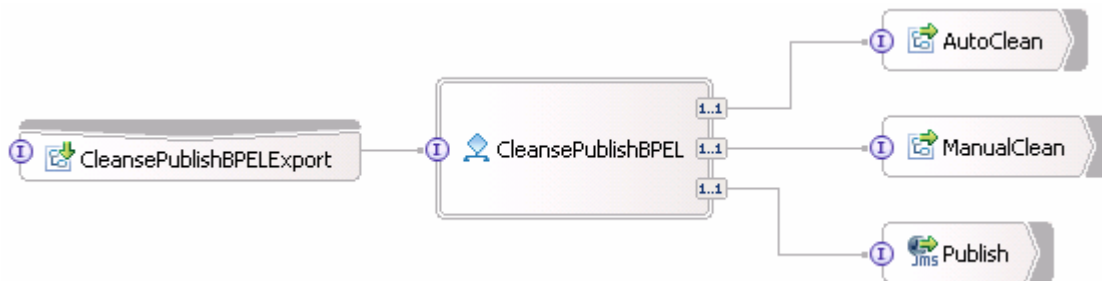 I AutoClean
1..1
I CleansePublishBPELExport I CleansePublishBPEL 1..1 I ManualClean
1..1
I Jms Publish